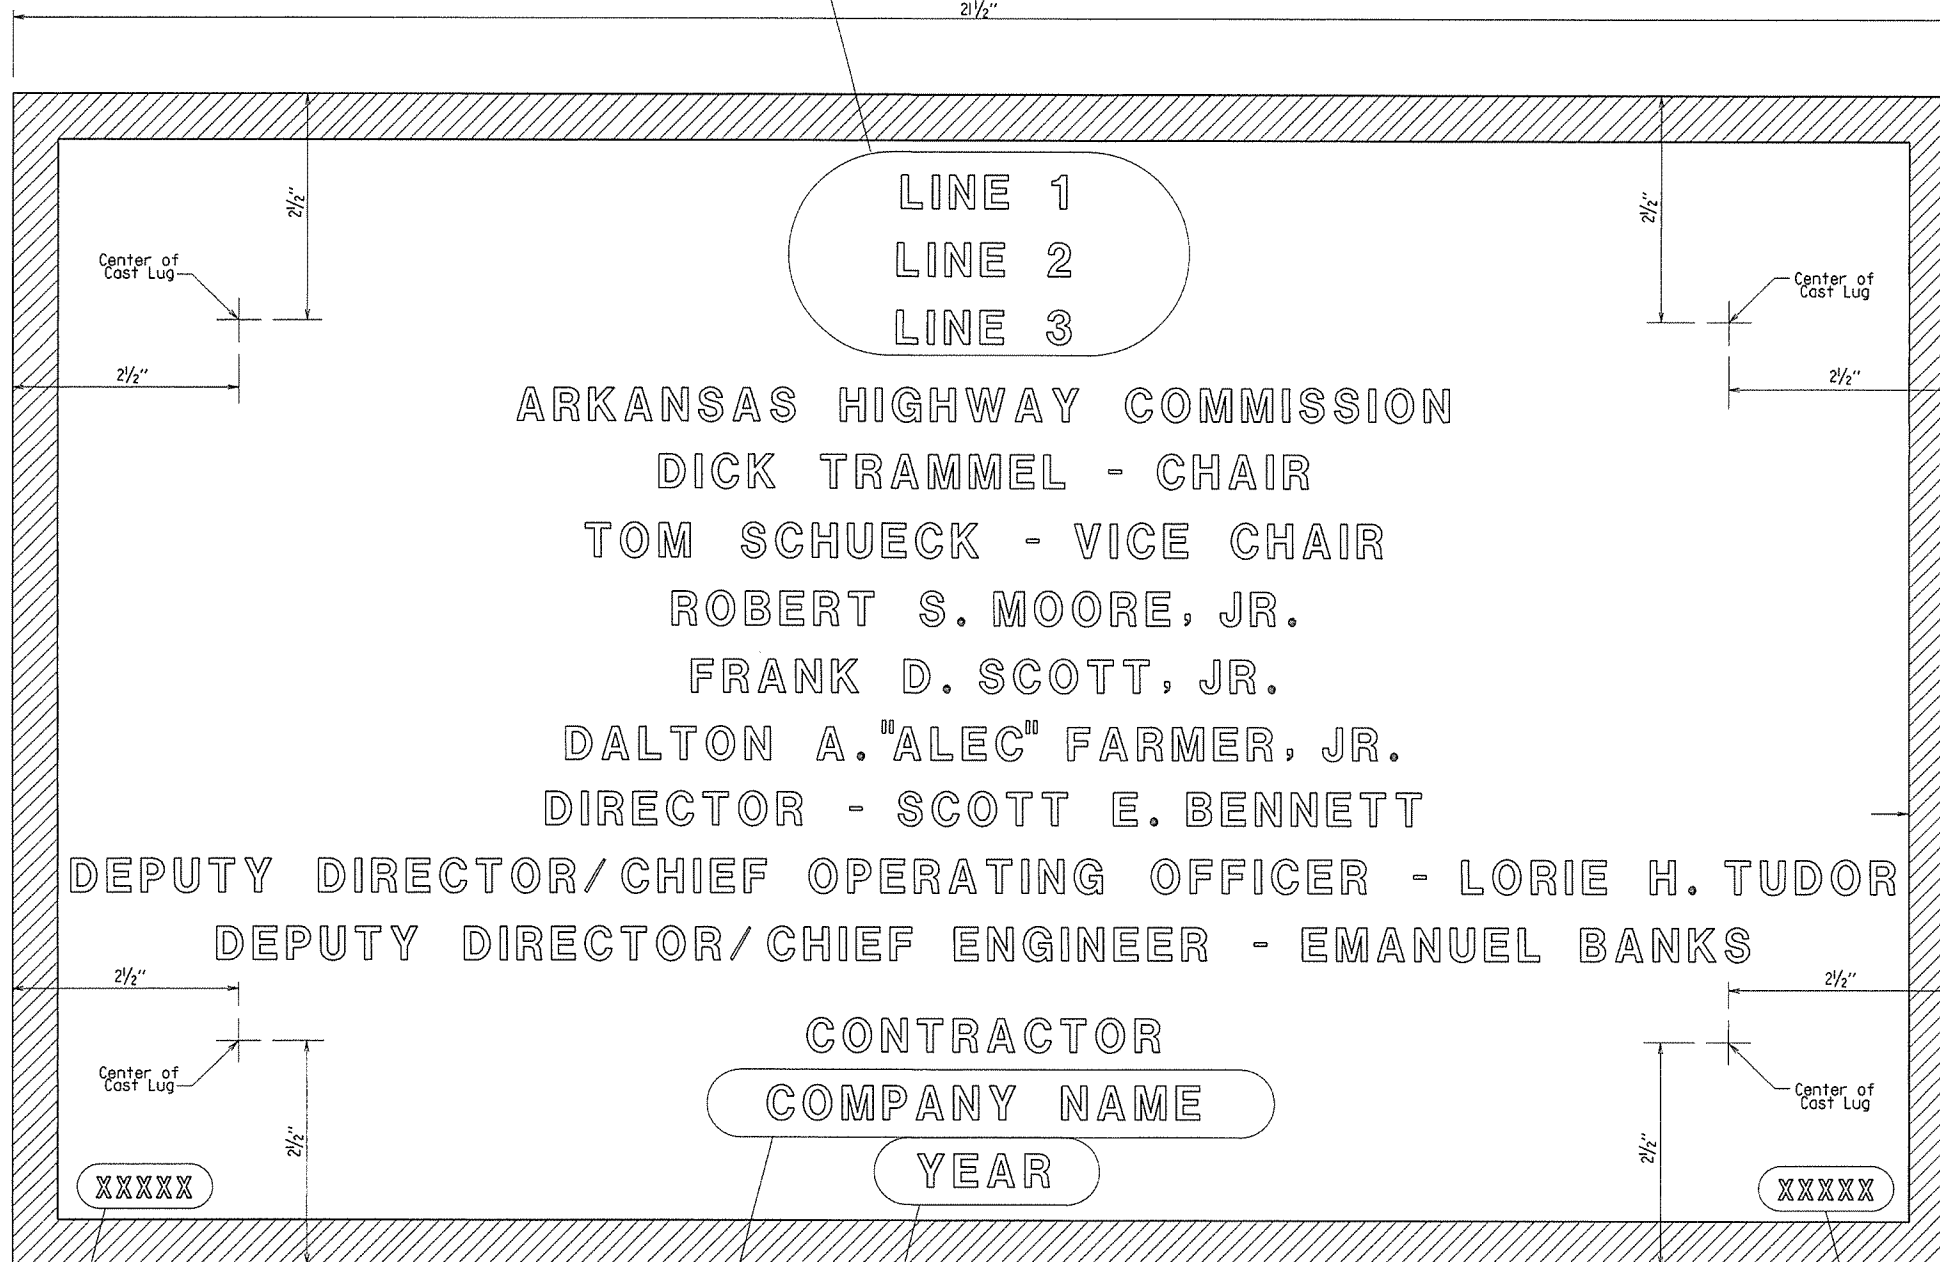 21½"
LINE 1
2½"
2½"
LINE 2
Center of
Cast Lug
Center of
Cast Lug
LINE 3
2½"
2½"
ARKANSAS HIGHWAY COMMISSION
DICK TRAMMEL - CHAIR
TOM SCHUECK - VICE CHAIR
ROBERT S. MOORE, JR.
FRANK D. SCOTT, JR.
DALTON A. "ALEC" FARMER, JR.
DIRECTOR - SCOTT E. BENNETT
DEPUTY DIRECTOR/CHIEF OPERATING OFFICER - LORIE H. TUDOR
DEPUTY DIRECTOR/CHIEF ENGINEER - EMANUEL BANKS
2½"
2½"
CONTRACTOR
Center of
Cast Lug
Center of
Cast Lug
COMPANY NAME
2½"
2½"
YEAR
XXXXX
XXXXX